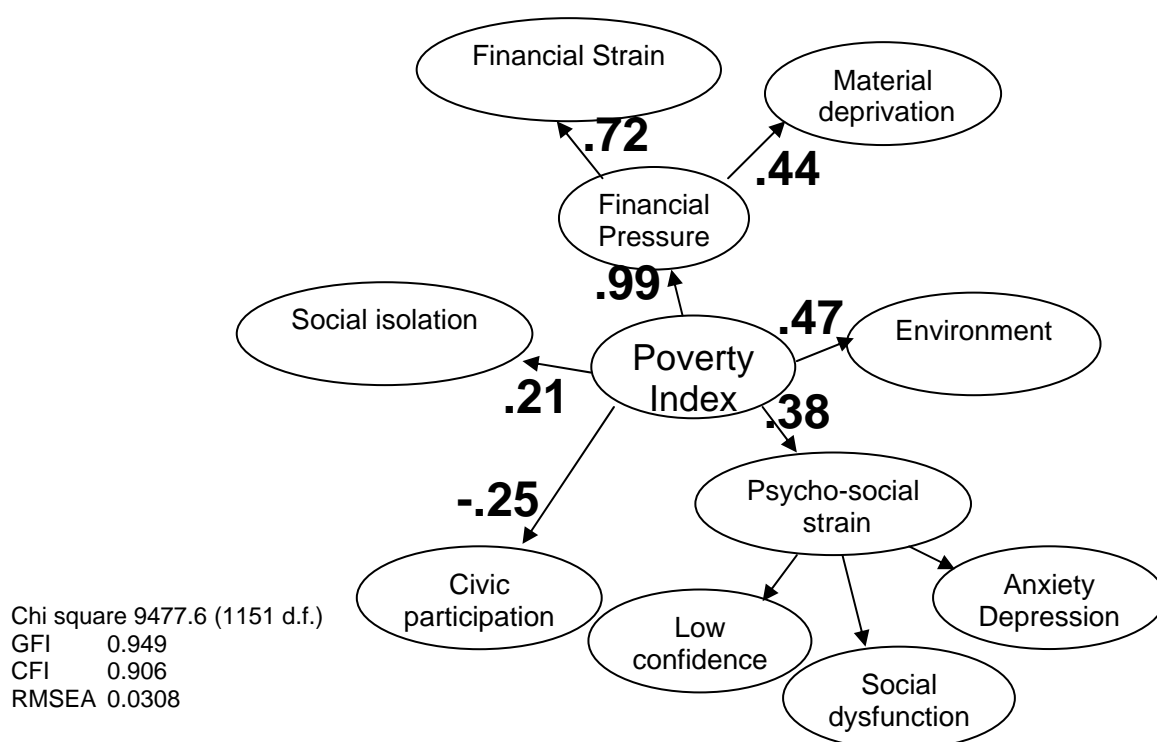 Financial Strain
Material
deprivation
.72
.44
Financial
Pressure
.99
Social isolation
.47
Environment
Poverty
Index
.21
.38
-.25
Psycho-social
strain
Civic
participation
Low
confidence
Anxiety
Depression
Social
dysfunction
Chi square 9477.6 (1151 d.f.)
GFI 0.949
CFI 0.906
RMSEA 0.0308